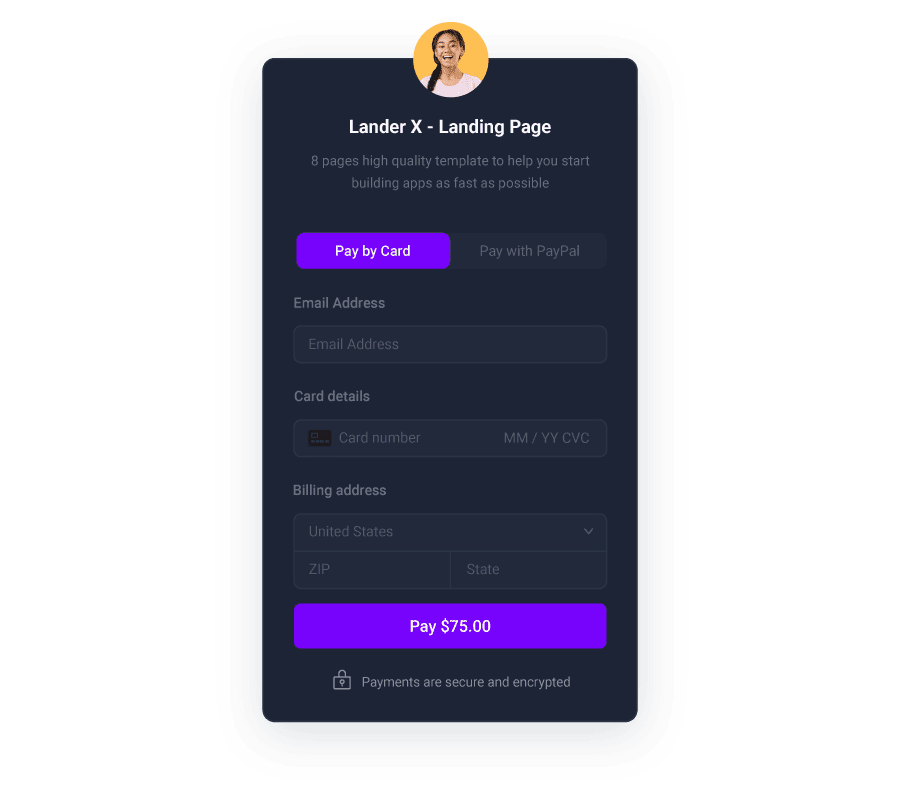 Lander X - Landing Page
8 pages high quality template to help you start
building apps as fast as possible
Pay by Card
Pay with PayPal
Email Address
Email Address
Card details
Card number
MM / YY CVC
Billing address
United States
ZIP
State
Pay $75.00
Payments are secure and encrypted